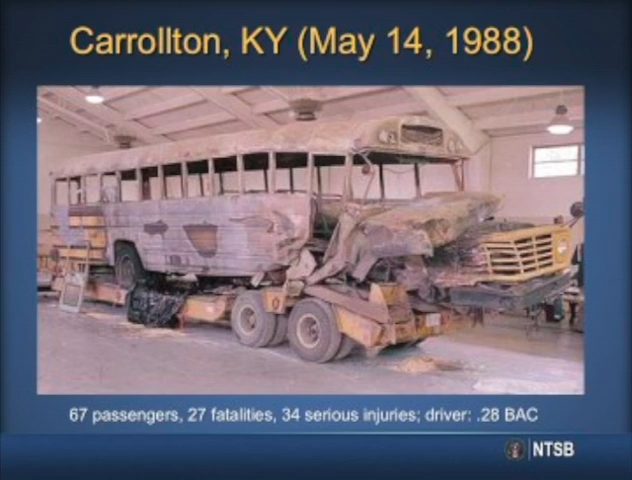 Carrollton, KY (May 14, 1988)
67 passengers, 27 fatalities, 34 serious injuries; driver: .28 BAC
NTSB